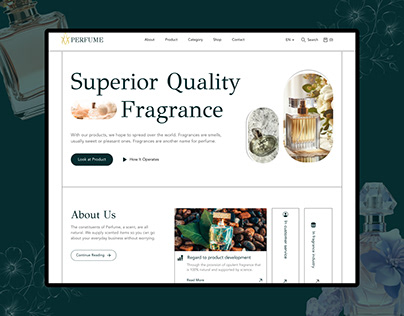 PERFUME
About Product Category Shop Contact
EN Search
Superior Quality
Fragrance
With our products, we hope to spread over the world. Fragrances are smells,
usually sweet or pleasant ones. Fragrances are another name for perfume.
Look at Product How It Operates
About Us
The constituents of Perfume, a scent, are all
natural. We supply scented items so you can go
about your everyday business without worrying.
Continue Reading
Regard to product development
Through the provision of opulent fragrance that
is 100% natural and supported by science.
Read More
In customer service
In fragrance industry